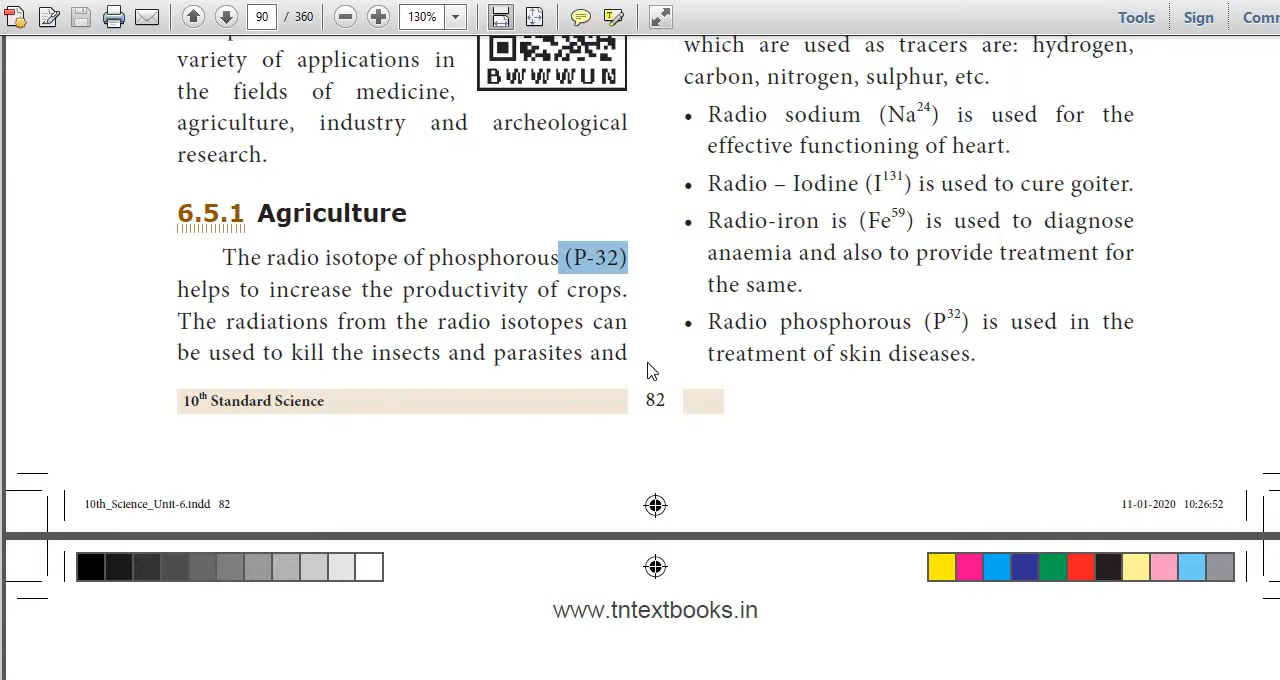 90 / 360
130%
Tools
Sign
variety of applications in
the fields of medicine,
agriculture, industry and archeological
research.
BWWWUN
6.5.1 Agriculture
The radio isotope of phosphorous (P-32)
helps to increase the productivity of crops.
The radiations from the radio isotopes can
be used to kill the insects and parasites and
which are used as tracers are: hydrogen,
carbon, nitrogen, sulphur, etc.
• Radio sodium (Na²⁴) is used for the
effective functioning of heart.
• Radio – Iodine (I¹³¹) is used to cure goiter.
• Radio-iron is (Fe⁵⁹) is used to diagnose
anaemia and also to provide treatment for
the same.
• Radio phosphorous (P³²) is used in the
treatment of skin diseases.
10th Standard Science
82
10th_Science_Unit-6.indd 82
11-01-2020 10:26:52
www.tntextbooks.in